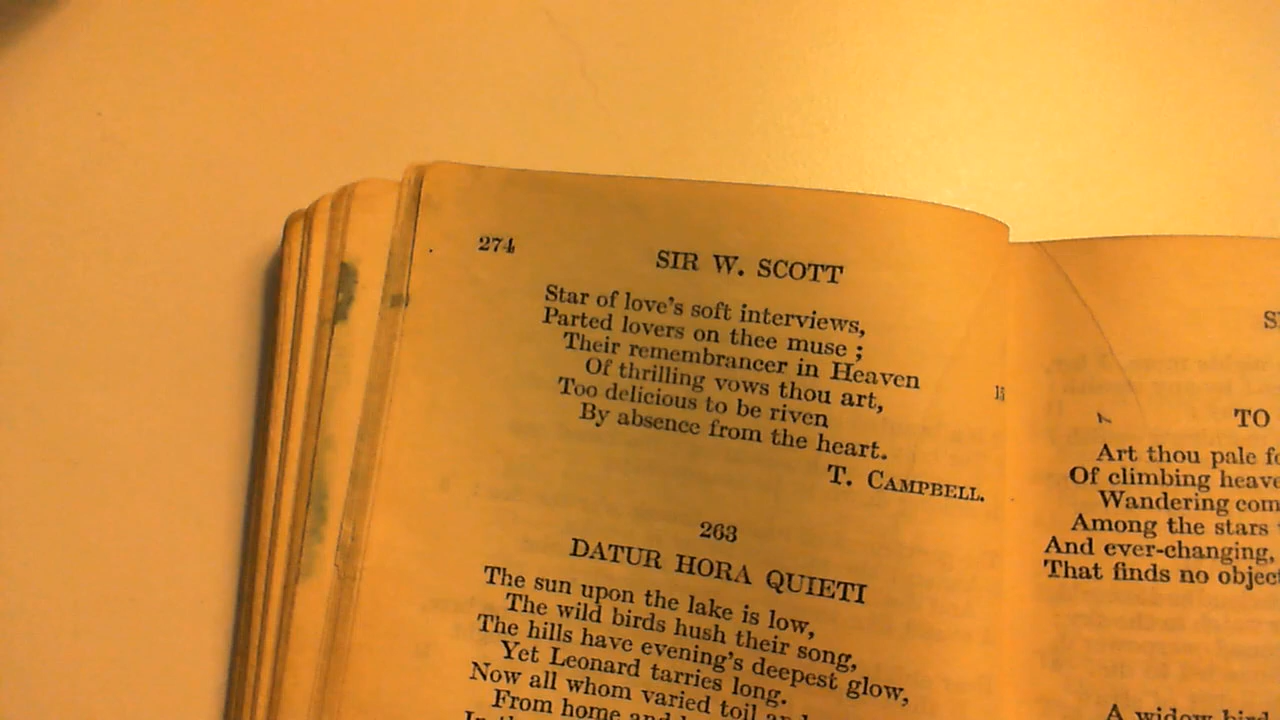 274
SIR W. SCOTT
Star of love's soft interviews,
Parted lovers on thee muse ;
Their remembrancer in Heaven
Of thrilling vows thou art,
Too delicious to be riven
By absence from the heart.
T. CAMPBELL.
263
DATUR HORA QUIETI
The sun upon the lake is low,
The wild birds hush their song,
The hills have evening's deepest glow,
Yet Leonard tarries long.
Now all whom varied toil
From home
TO
Art thou pale
Of climbing
Wandering
Among the stars
And ever-changing,
That finds no
A widow